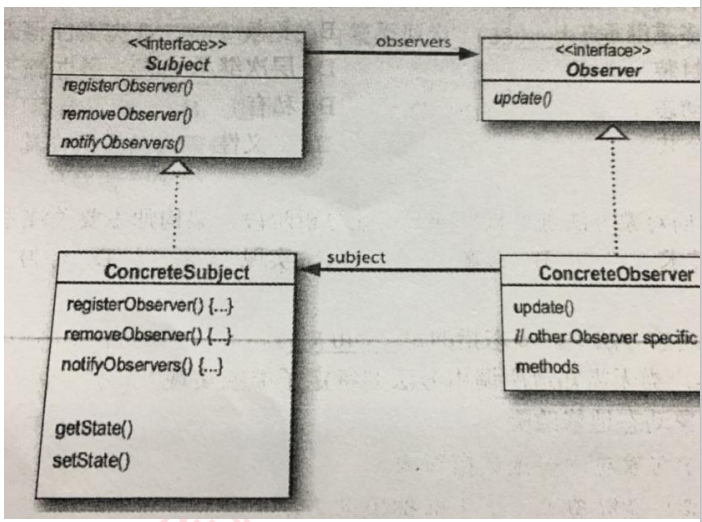 <<interface>>
Subject
registerObserver()
removeObserver()
notifyObservers()
observers
<<interface>>
Observer
update()
ConcreteSubject
registerObserver() {...}
removeObserver() {...}
notifyObservers() {...}
getState()
setState()
subject
ConcreteObserver
update()
// other Observer specific
methods